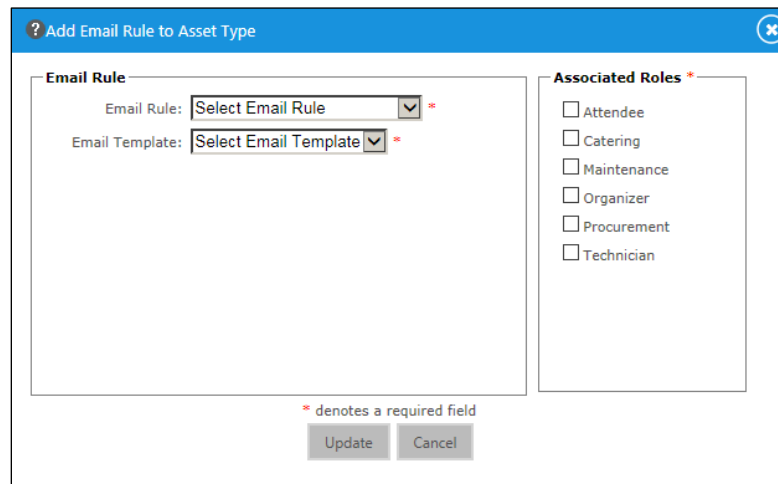 ? Add Email Rule to Asset Type
Email Rule
Email Rule: Select Email Rule *
Email Template: Select Email Template *
Associated Roles *
Attendee
Catering
Maintenance
Organizer
Procurement
Technician
* denotes a required field
Update Cancel